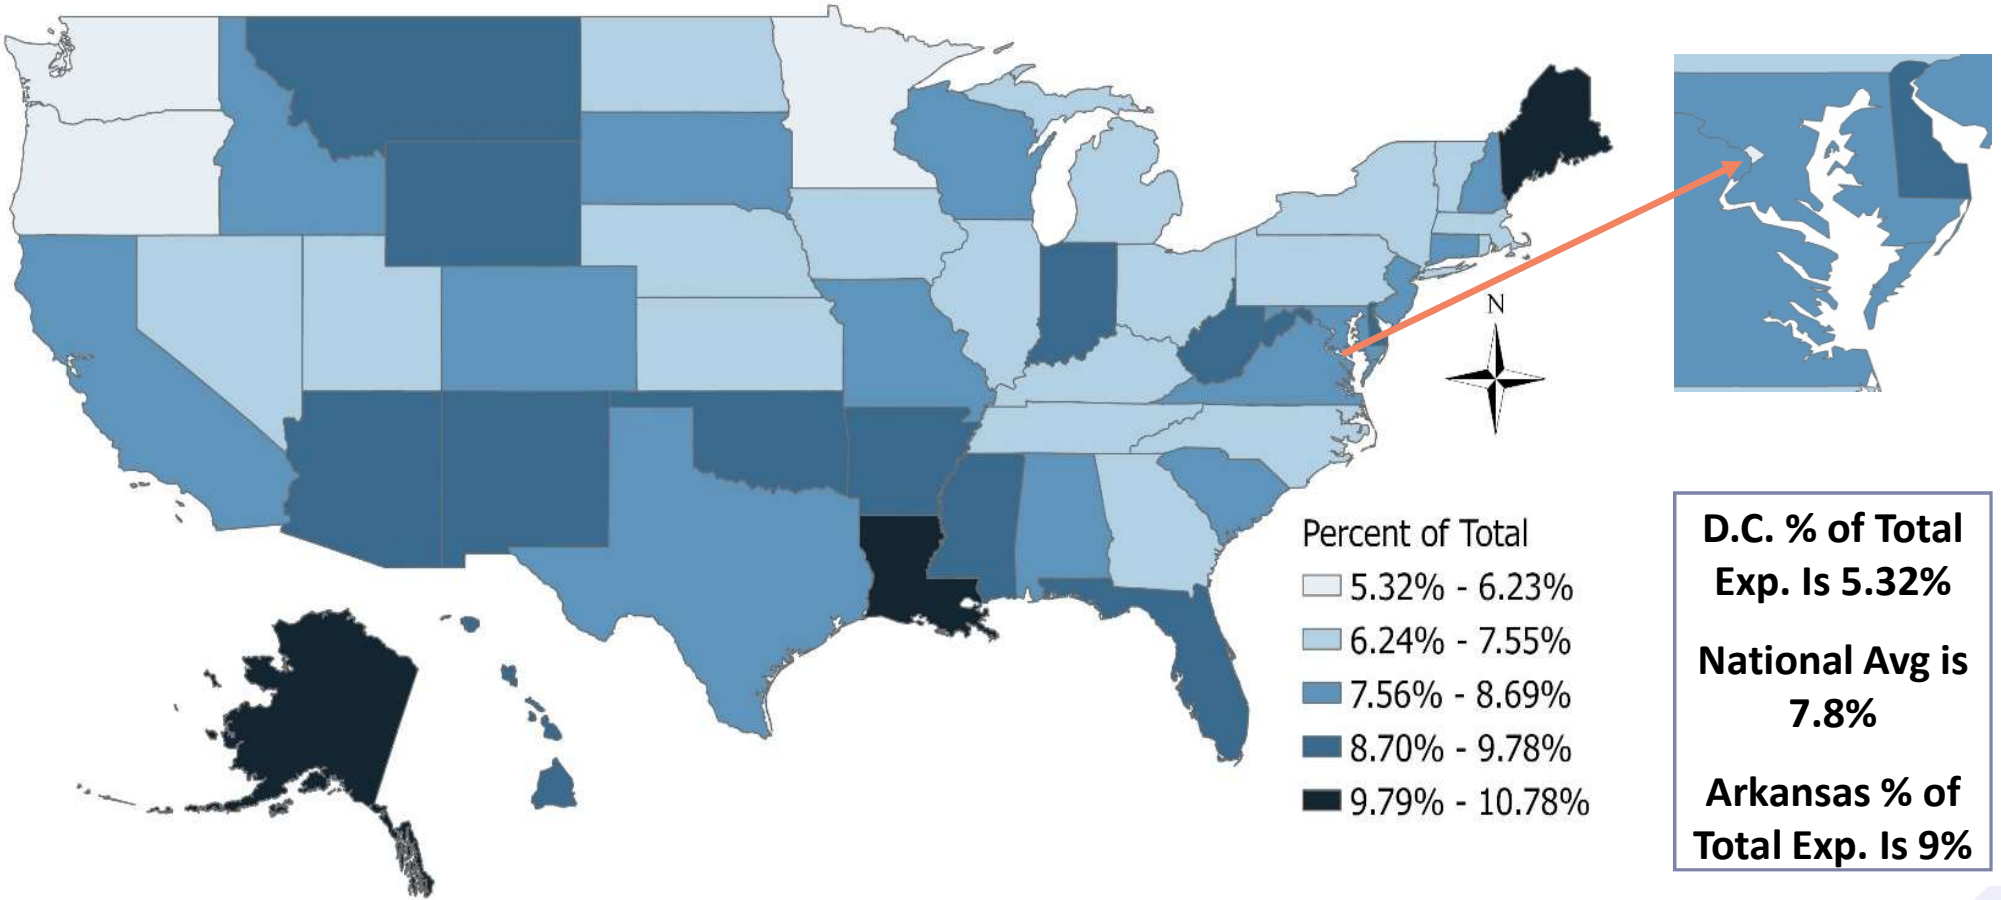 N
Percent of Total
5.32% - 6.23%
6.24% - 7.55%
7.56% - 8.69%
8.70% - 9.78%
9.79% - 10.78%
D.C. % of Total
Exp. Is 5.32%
National Avg is
7.8%
Arkansas % of
Total Exp. Is 9%